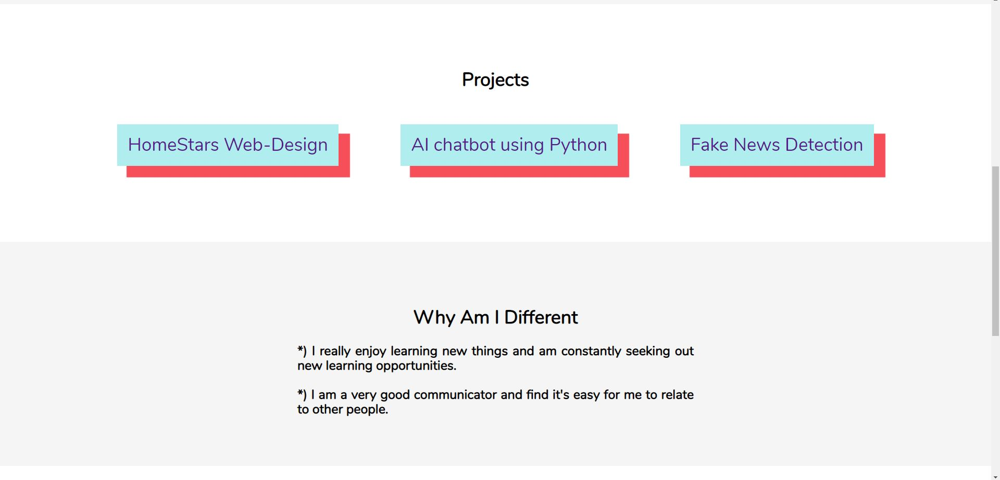 Projects
HomeStars Web-Design
AI chatbot using Python
Fake News Detection
Why Am I Different
*) I really enjoy learning new things and am constantly seeking out
new learning opportunities.
*) I am a very good communicator and find it's easy for me to relate
to other people.